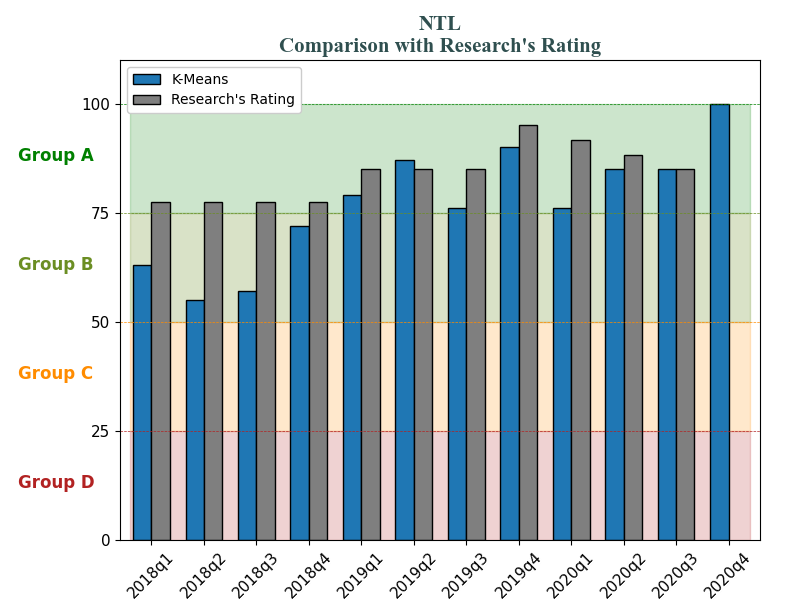 NTL
Comparison with Research's Rating
K-Means
Research's Rating
100
Group A
75
Group B
50
Group C
25
Group D
0
2018q1 2018q2 2018q3 2018q4 2019q1 2019q2 2019q3 2019q4 2020q1 2020q2 2020q3 2020q4